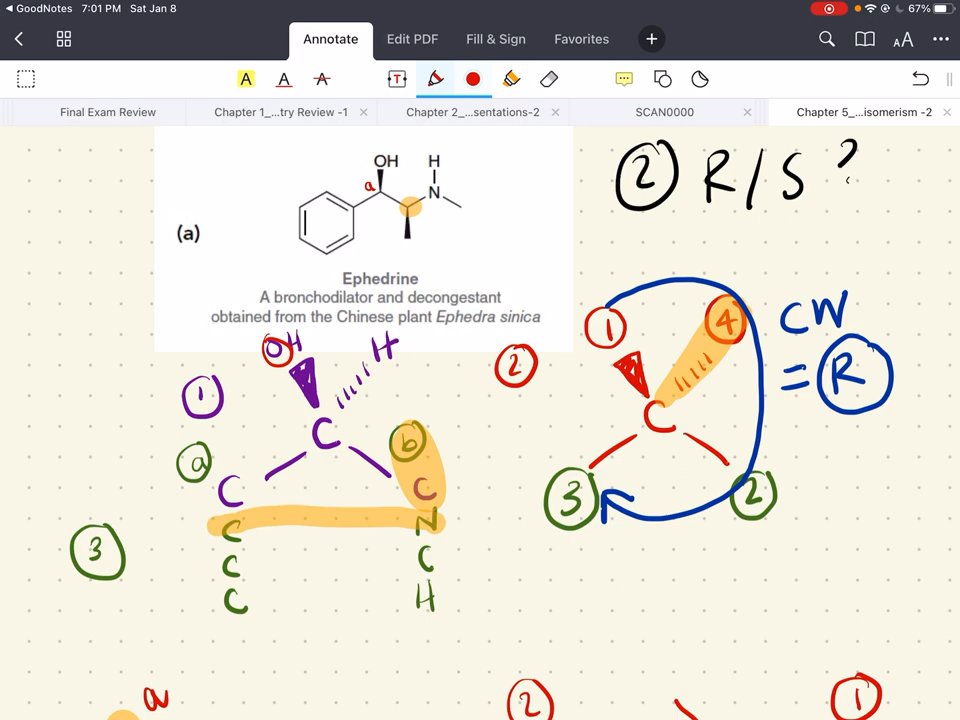 GoodNotes 7:01 PM Sat Jan 8 67%
Annotate Edit PDF Fill & Sign Favorites
A A A T AA
Final Exam Review Chapter 1_...try Review -1 Chapter 2_...sentations-2 SCAN0000 Chapter 5_...isomerism -2
OH H
a N
(a)
Ephedrine
A bronchodilator and decongestant
obtained from the Chinese plant Ephedra sinica
2 R/S?
1 OH H
C
a b
C C
3 C N
C C
C H
2 1 4
C
3 2
CW
= R
a 2 1